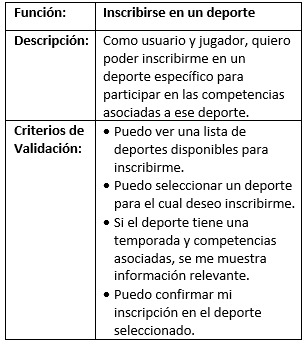 Función: Inscribirse en un deporte
Descripción: Como usuario y jugador, quiero
poder inscribirme en un
deporte específico para
participar en las competencias
asociadas a ese deporte.
Criterios de • Puedo ver una lista de
Validación: deportes disponibles para
inscribirme.
• Puedo seleccionar un deporte
para el cual deseo inscribirme.
• Si el deporte tiene una
temporada y competencias
asociadas, se me muestra
información relevante.
• Puedo confirmar mi
inscripción en el deporte
seleccionado.